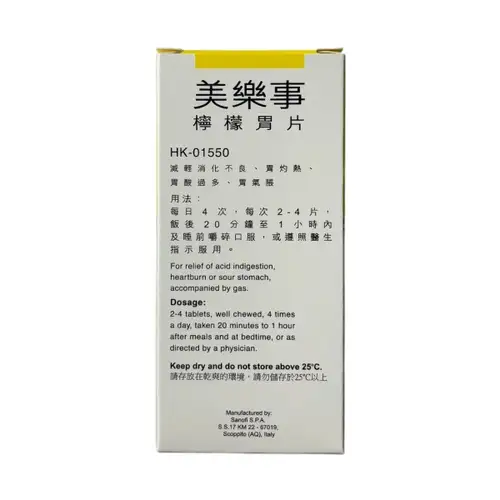 美樂事
檸檬胃片
HK-01550
減輕消化不良、胃灼熱、
胃酸過多、胃氣脹
用法：
每日4次，每次2-4片，
飯後20分鐘至1小時內
及睡前嚼碎口服，或遵照醫生
指示服用。
For relief of acid indigestion,
heartburn or sour stomach,
accompanied by gas.
Dosage:
2-4 tablets, well chewed, 4 times
a day, taken 20 minutes to 1 hour
after meals and at bedtime, or as
directed by a physician.
Keep dry and do not store above 25°C.
請存放在乾爽的環境，請勿儲存於25°C以上
Manufactured by:
Sanofi S.P.A.
S.S.17 KM 22 - 67019,
Scoppito (AQ), Italy